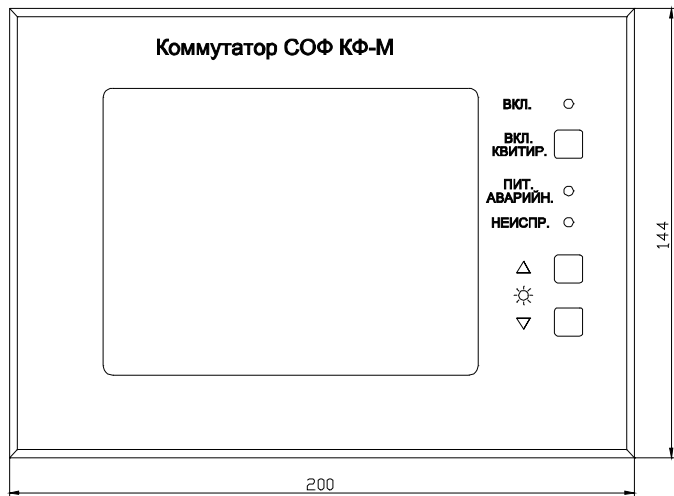 Коммутатор СОФ КФ-М
ВКЛ.
ВКЛ.
КВИТИР.
ПИТ.
АВАРИЙН.
НЕИСПР.
144
200